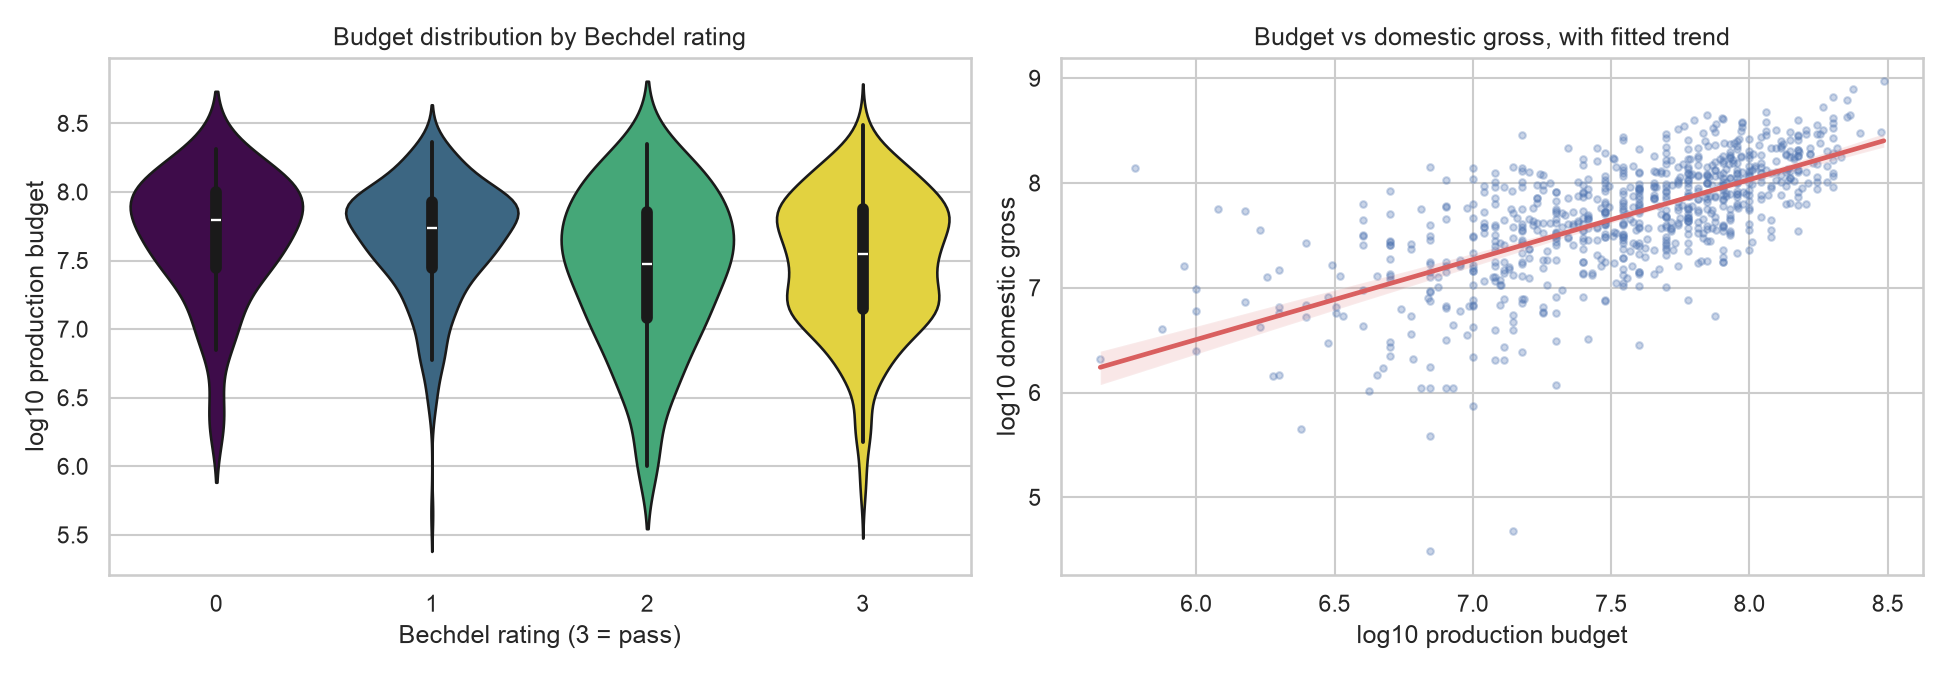 Budget distribution by Bechdel rating
log10 production budget
8.5
8.0
7.5
7.0
6.5
6.0
5.5
0 1 2 3
Bechdel rating (3 = pass)
Budget vs domestic gross, with fitted trend
log10 domestic gross
9
8
7
6
5
6.0 6.5 7.0 7.5 8.0 8.5
log10 production budget